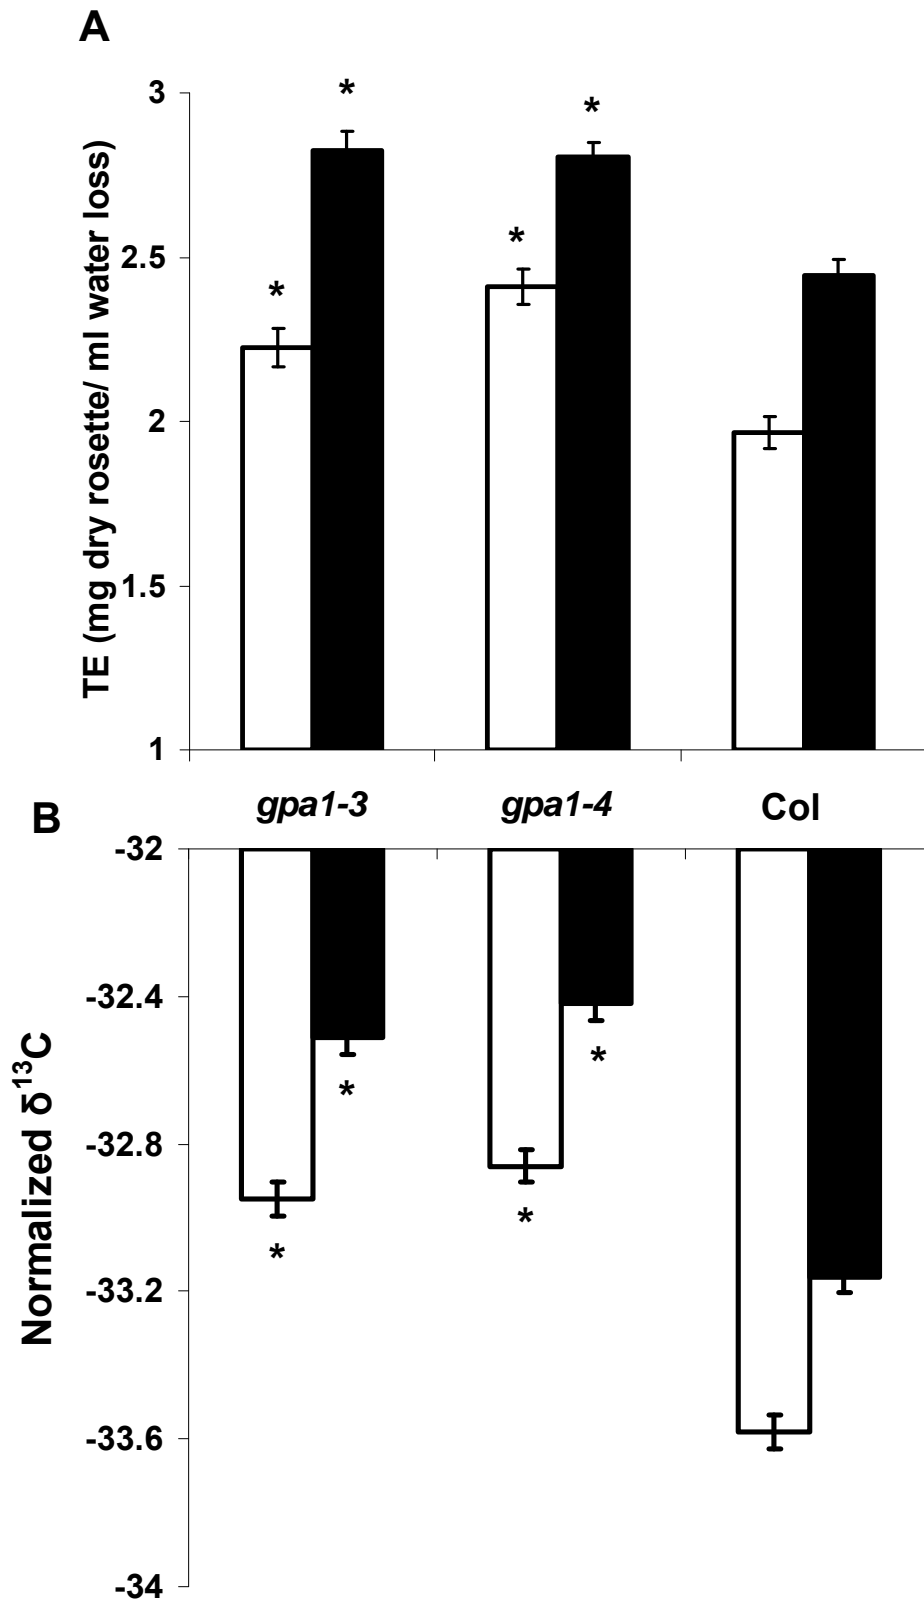 A
TE (mg dry rosette/ ml water loss)
3
2.5
2
1.5
1
*
*
*
*
gpa1-3
gpa1-4
Col
B
Normalized δ¹³C
-32
-32.4
-32.8
-33.2
-33.6
-34
*
*
*
*